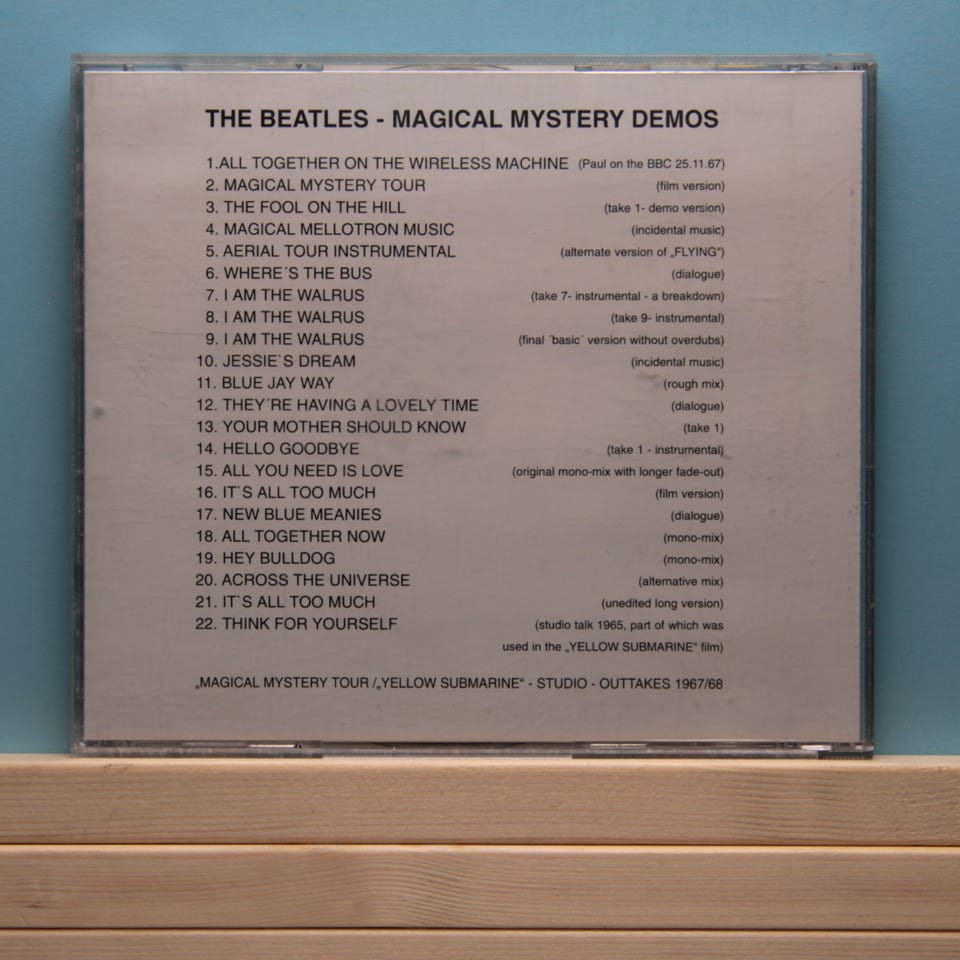 THE BEATLES - MAGICAL MYSTERY DEMOS
1.ALL TOGETHER ON THE WIRELESS MACHINE (Paul on the BBC 25.11.67)
2. MAGICAL MYSTERY TOUR (film version)
3. THE FOOL ON THE HILL (take 1- demo version)
4. MAGICAL MELLOTRON MUSIC (incidental music)
5. AERIAL TOUR INSTRUMENTAL (alternate version of „FLYING“)
6. WHERE´S THE BUS (dialogue)
7. I AM THE WALRUS (take 7- instrumental - a breakdown)
8. I AM THE WALRUS (take 9- instrumental)
9. I AM THE WALRUS (final ´basic´ version without overdubs)
10. JESSIE`S DREAM (incidental music)
11. BLUE JAY WAY (rough mix)
12. THEY´RE HAVING A LOVELY TIME (dialogue)
13. YOUR MOTHER SHOULD KNOW (take 1)
14. HELLO GOODBYE (take 1 - instrumental)
15. ALL YOU NEED IS LOVE (original mono-mix with longer fade-out)
16. IT`S ALL TOO MUCH (film version)
17. NEW BLUE MEANIES (dialogue)
18. ALL TOGETHER NOW (mono-mix)
19. HEY BULLDOG (mono-mix)
20. ACROSS THE UNIVERSE (alternative mix)
21. IT`S ALL TOO MUCH (unedited long version)
22. THINK FOR YOURSELF (studio talk 1965, part of which was
used in the „YELLOW SUBMARINE“ film)
„MAGICAL MYSTERY TOUR /„YELLOW SUBMARINE“ - STUDIO - OUTTAKES 1967/68